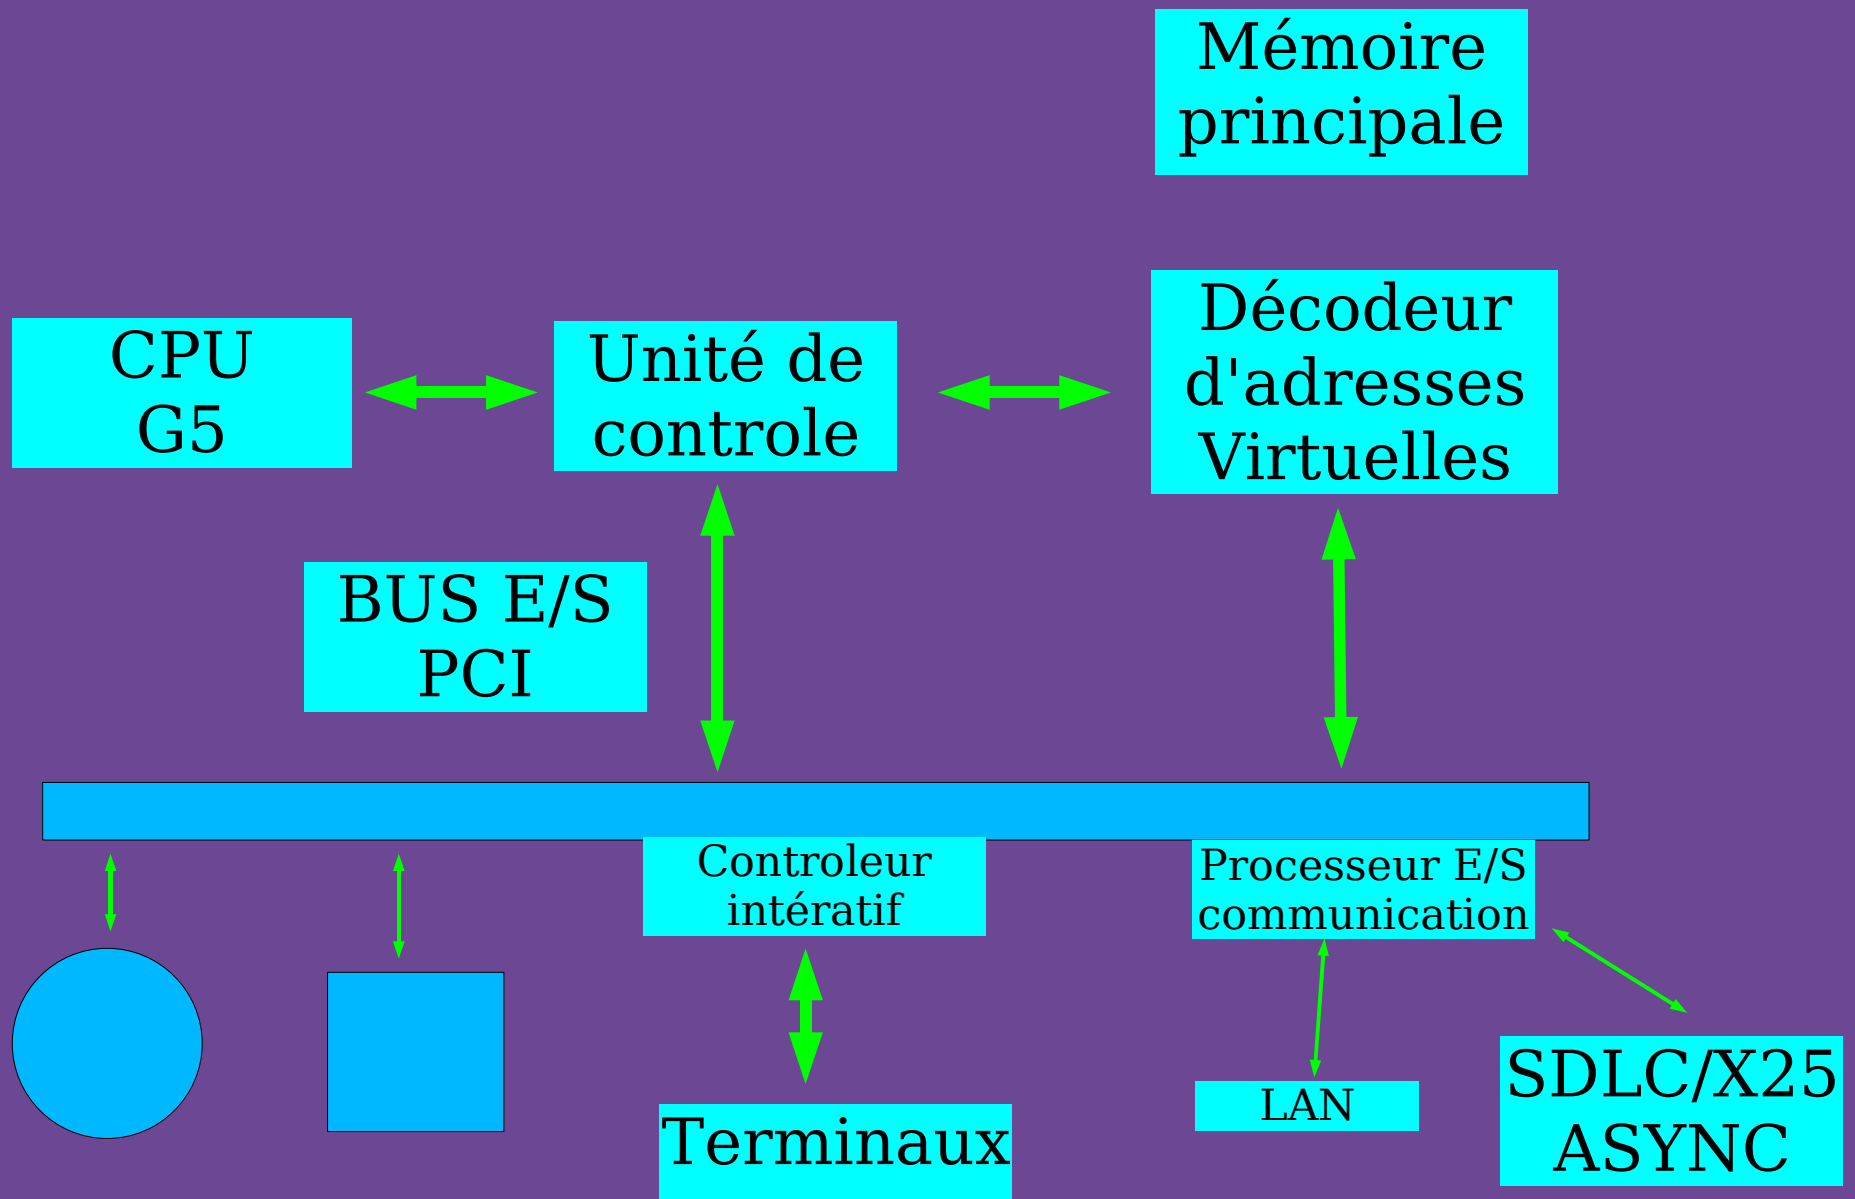 Mémoire
principale
CPU
G5
Unité de
controle
Décodeur
d'adresses
Virtuelles
BUS E/S
PCI
Controleur
intératif
Processeur E/S
communication
Terminaux
LAN
SDLC/X25
ASYNC